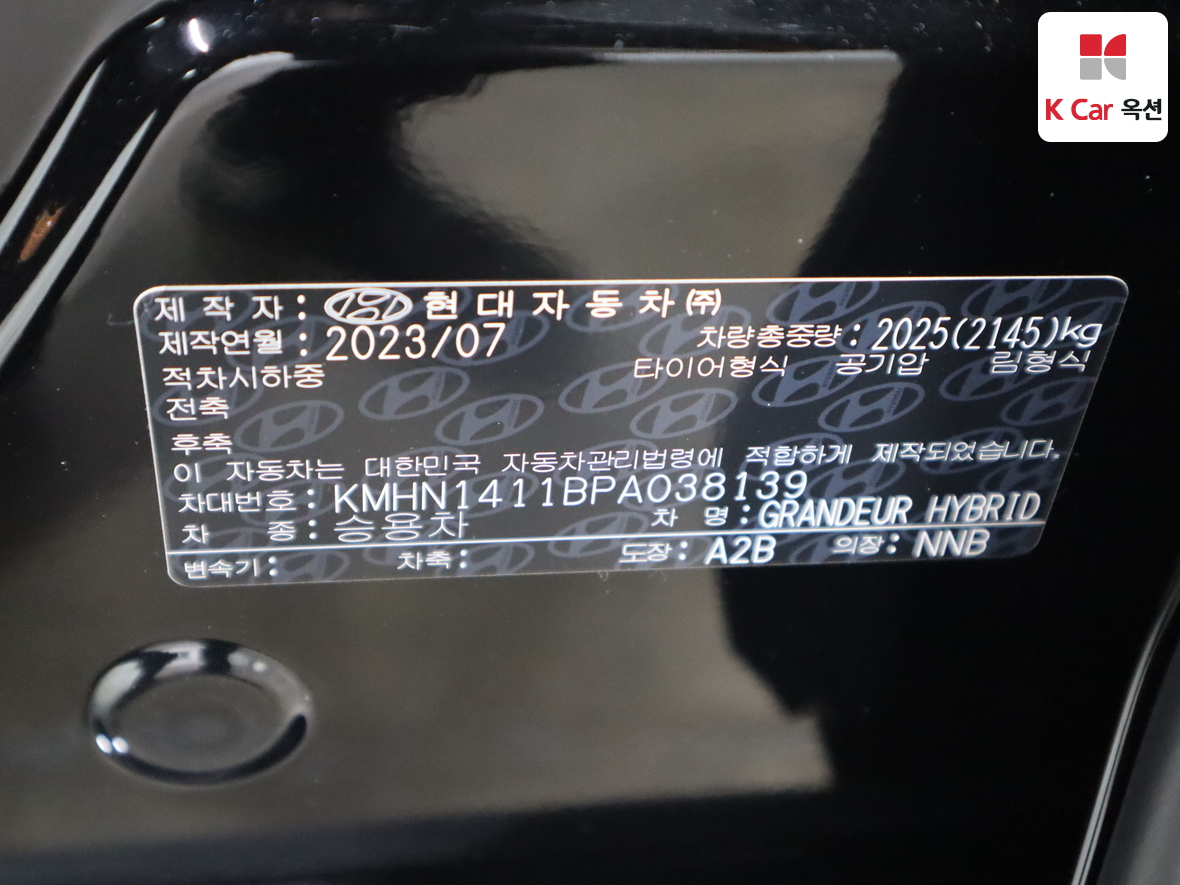 K Car 옥션
제 작 자 : 현 대 자 동 차 ㈜
제작연월 : 2023/07 차량총중량 : 2025(2145)kg
적차시하중 타이어형식 공기압 림형식
전축
후축
이 자동차는 대한민국 자동차관리법령에 적합하게 제작되었습니다.
차대번호 : KMHN1411BPA038139
차 종 : 승용차 차 명 : GRANDEUR HYBRID
변속기 : 차축 : 도장 : A2B 의장 : NNB